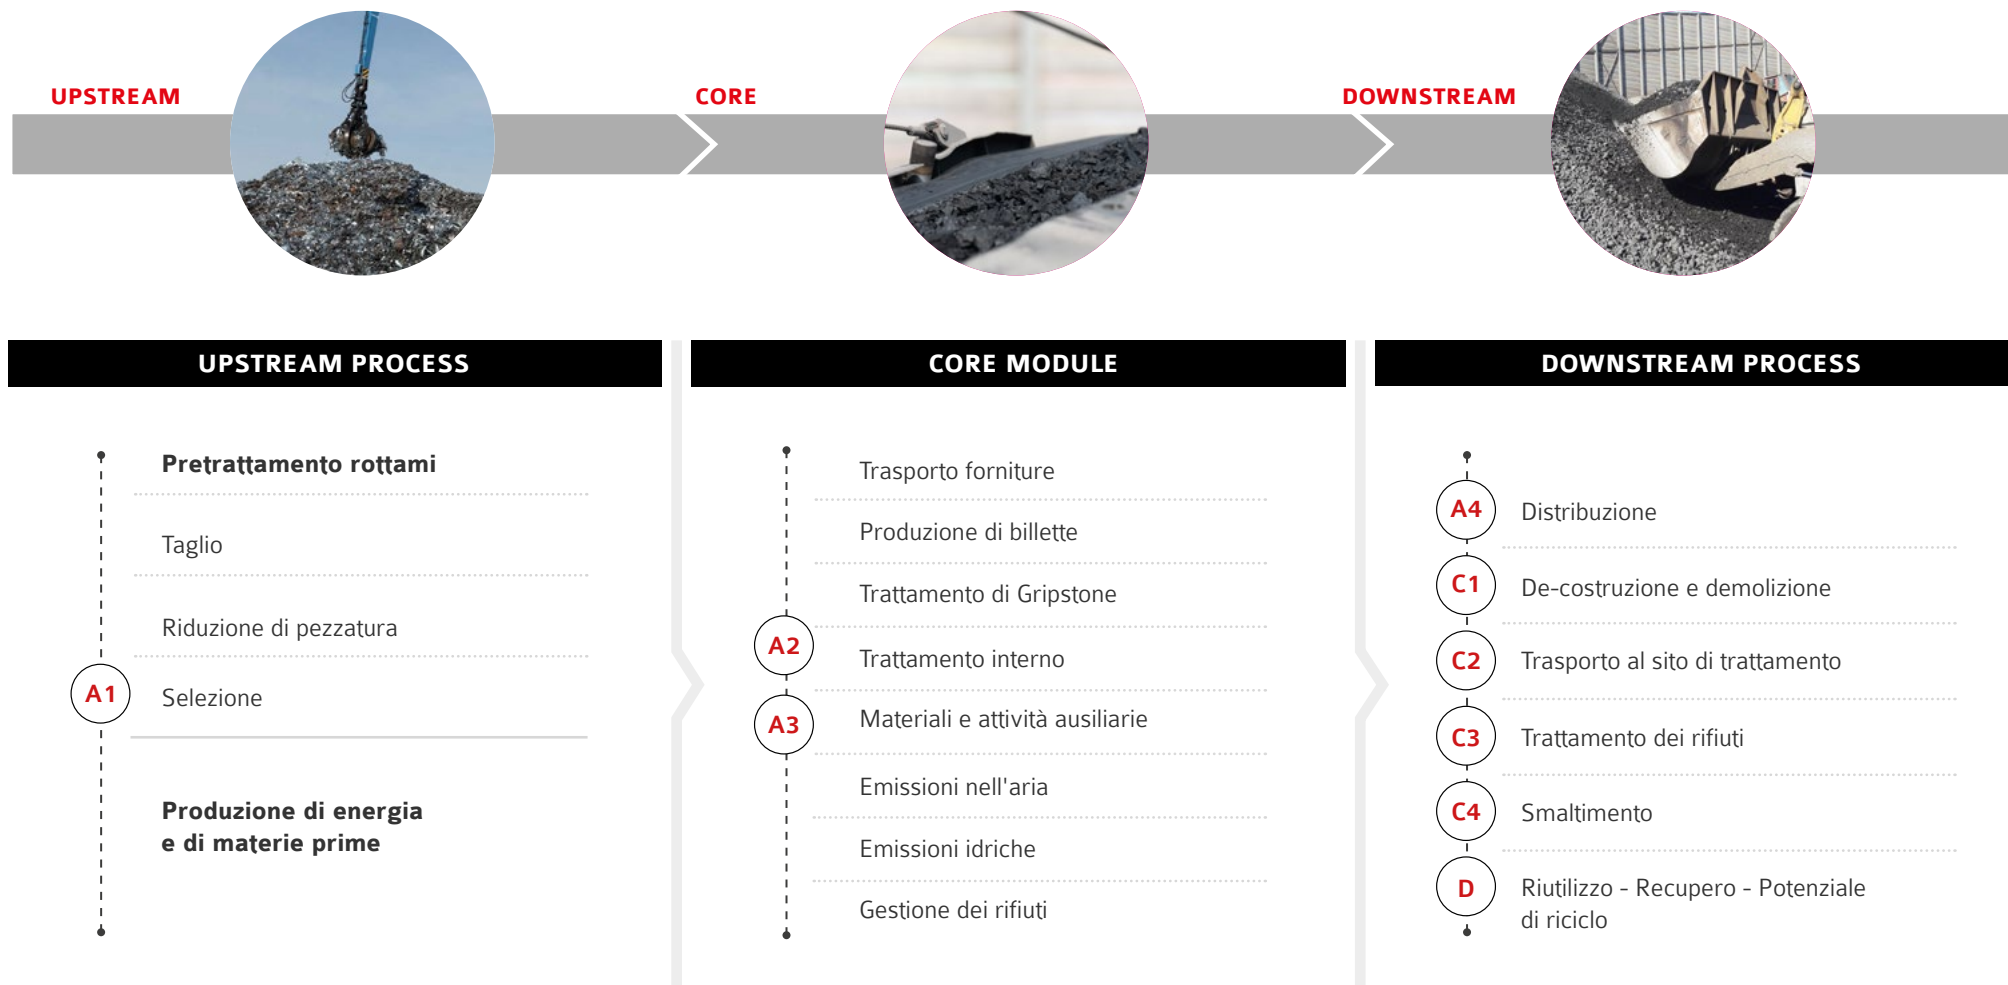 UPSTREAM
CORE
DOWNSTREAM
UPSTREAM PROCESS
Pretrattamento rottami
Taglio
Riduzione di pezzatura
A1
Selezione
Produzione di energia
e di materie prime
CORE MODULE
Trasporto forniture
Produzione di billette
Trattamento di Gripstone
A2
Trattamento interno
A3
Materiali e attività ausiliarie
Emissioni nell'aria
Emissioni idriche
Gestione dei rifiuti
DOWNSTREAM PROCESS
A4
Distribuzione
C1
De-costruzione e demolizione
C2
Trasporto al sito di trattamento
C3
Trattamento dei rifiuti
C4
Smaltimento
D
Riutilizzo - Recupero - Potenziale
di riciclo